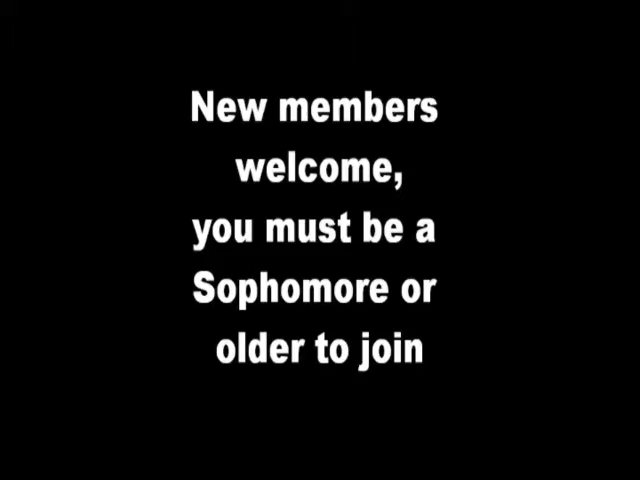 New members
welcome,
you must be a
Sophomore or
older to join